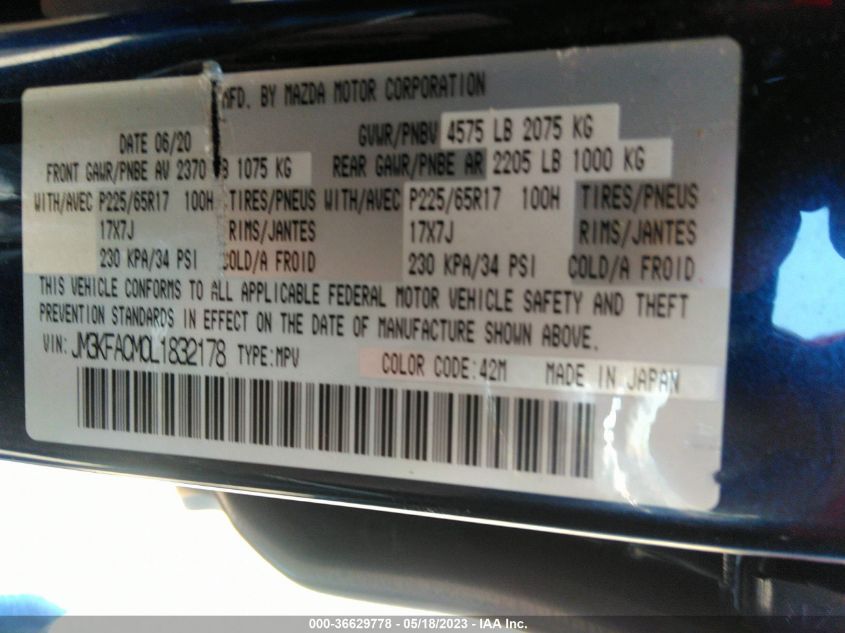 MFD. BY MAZDA MOTOR CORPORATION
DATE 06/20 GVWR/PNBV 4575 LB 2075 KG
FRONT GAWR/PNBE AV 2370 LB 1075 KG REAR GAWR/PNBE AR 2205 LB 1000 KG
WITH/AVEC P225/65R17 100H TIRES/PNEUS WITH/AVEC P225/65R17 100H TIRES/PNEUS
17X7J RIMS/JANTES 17X7J RIMS/JANTES
230 KPA/34 PSI COLD/A FROID 230 KPA/34 PSI COLD/A FROID
THIS VEHICLE CONFORMS TO ALL APPLICABLE FEDERAL MOTOR VEHICLE SAFETY AND THEFT
PREVENTION STANDARDS IN EFFECT ON THE DATE OF MANUFACTURE SHOWN ABOVE.
VIN: JM3KFACM0L1832178 TYPE:MPV COLOR CODE:42M MADE IN JAPAN
000-36629778 - 05/18/2023 - IAA Inc.